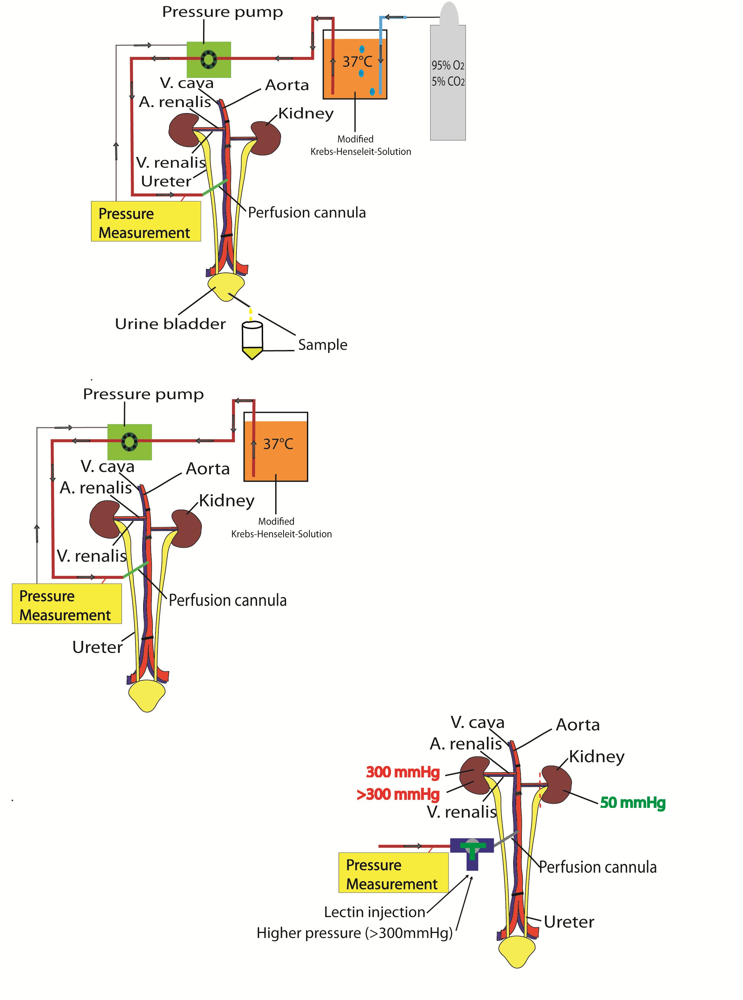 Pressure pump
95% O2
5% CO2
37°C
V. cava
Aorta
A. renalis
Kidney
Modified
Krebs-Henseleit-Solution
V. renalis
Ureter
Perfusion cannula
Pressure
Measurement
Urine bladder
Sample
Pressure pump
37°C
V. cava
Aorta
A. renalis
Kidney
Modified
Krebs-Henseleit-Solution
V. renalis
Pressure
Measurement
Perfusion cannula
Ureter
V. cava
Aorta
A. renalis
Kidney
300 mmHg
>300 mmHg
50 mmHg
V. renalis
Pressure
Measurement
Perfusion cannula
Lectin injection
Higher pressure (>300mmHg)
Ureter